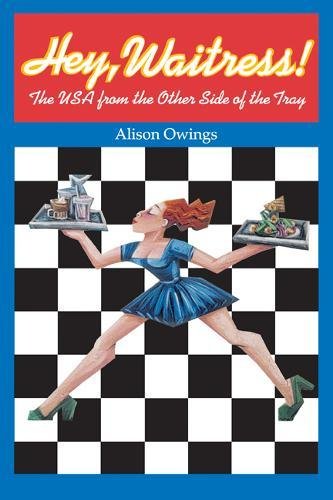 Hey, Waitress!
The USA from the Other Side of the Tray
Alison Owings